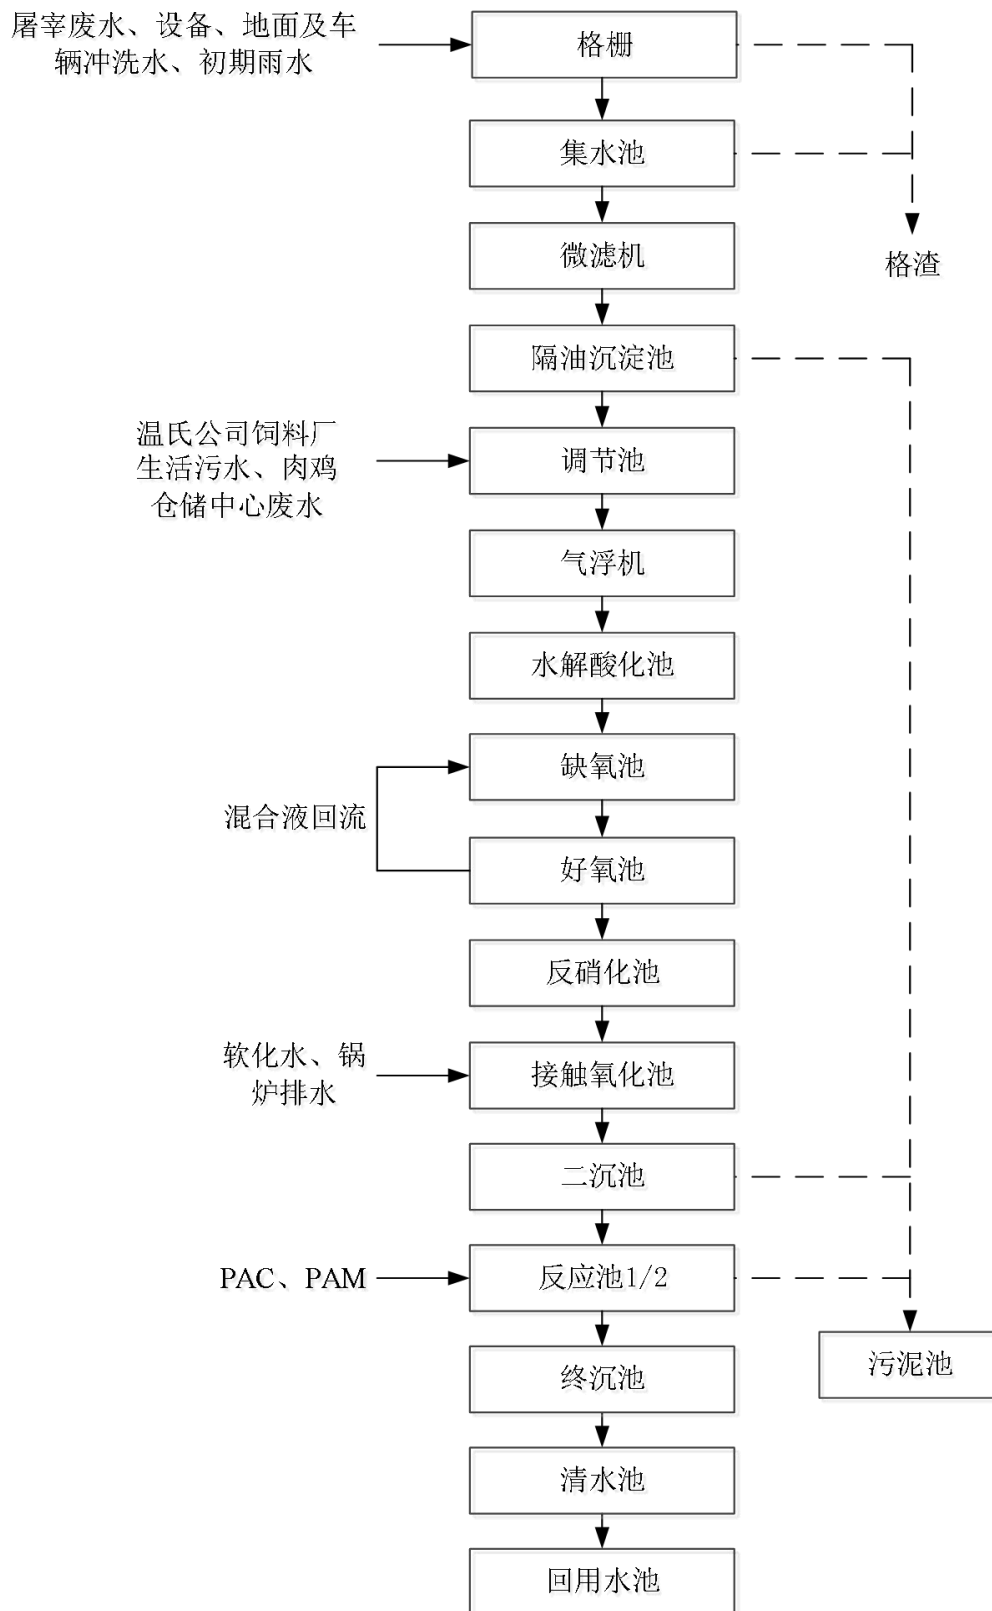 屠宰废水、设备、地面及车
辆冲洗水、初期雨水
格栅
集水池
微滤机
格渣
隔油沉淀池
温氏公司饲料厂
生活污水、肉鸡
仓储中心废水
调节池
气浮机
水解酸化池
缺氧池
混合液回流
好氧池
反硝化池
软化水、锅
炉排水
接触氧化池
二沉池
PAC、PAM
反应池1/2
终沉池
污泥池
清水池
回用水池